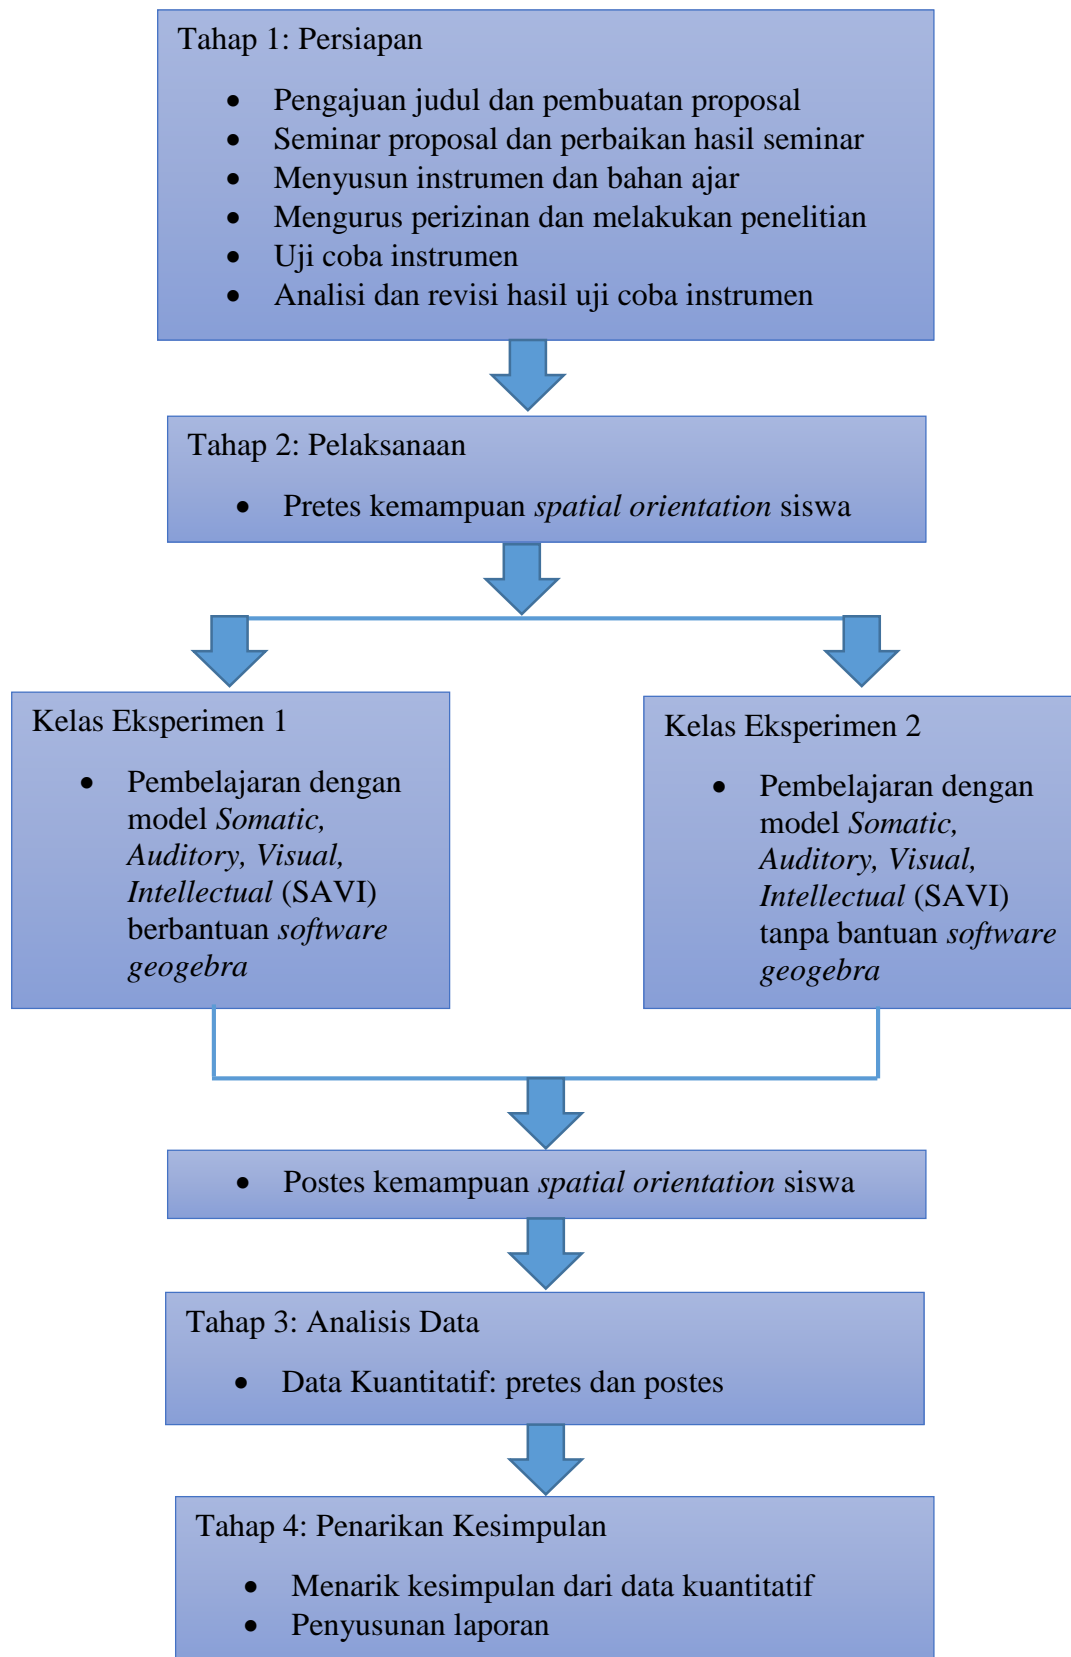 Tahap 1: Persiapan
• Pengajuan judul dan pembuatan proposal
• Seminar proposal dan perbaikan hasil seminar
• Menyusun instrumen dan bahan ajar
• Mengurus perizinan dan melakukan penelitian
• Uji coba instrumen
• Analisi dan revisi hasil uji coba instrumen
Tahap 2: Pelaksanaan
• Pretes kemampuan spatial orientation siswa
Kelas Eksperimen 1
• Pembelajaran dengan
model Somatic,
Auditory, Visual,
Intellectual (SAVI)
berbantuan software
geogebra
Kelas Eksperimen 2
• Pembelajaran dengan
model Somatic,
Auditory, Visual,
Intellectual (SAVI)
tanpa bantuan software
geogebra
• Postes kemampuan spatial orientation siswa
Tahap 3: Analisis Data
• Data Kuantitatif: pretes dan postes
Tahap 4: Penarikan Kesimpulan
• Menarik kesimpulan dari data kuantitatif
• Penyusunan laporan